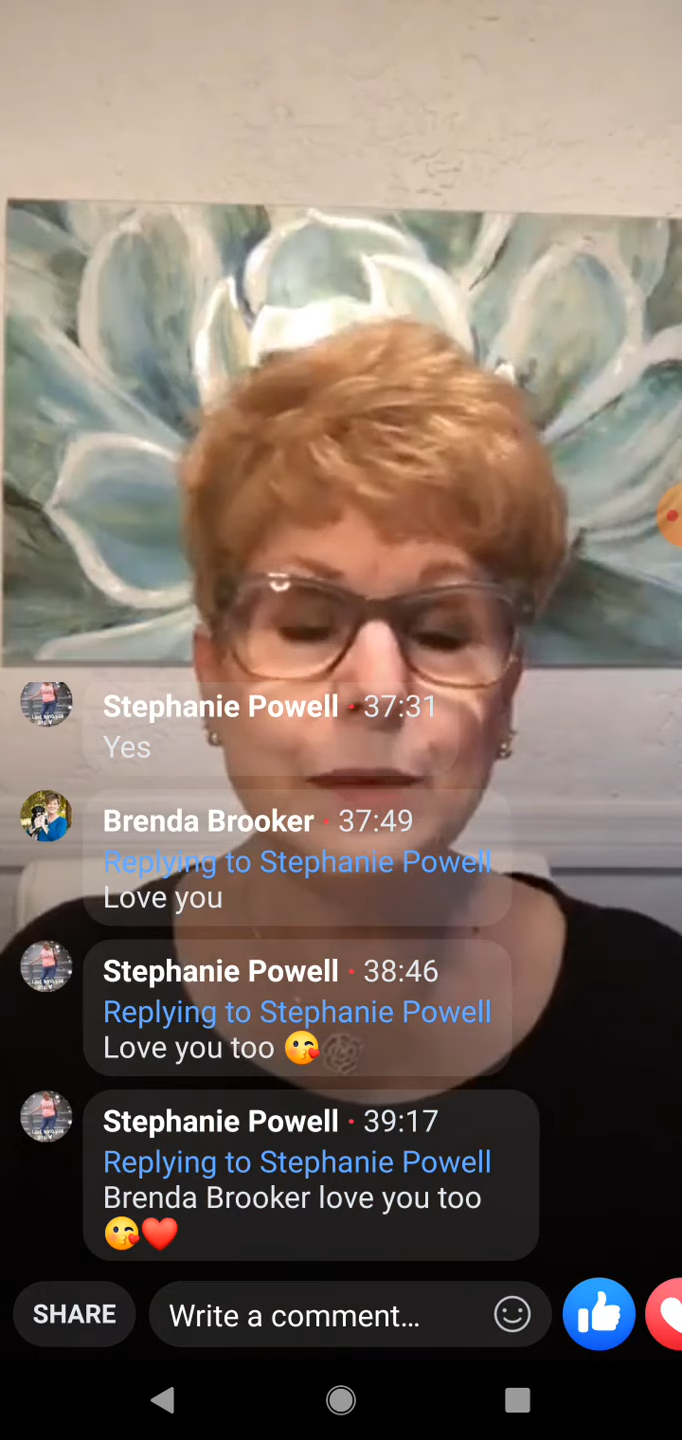 Stephanie Powell • 37:31
Yes
Brenda Brooker • 37:49
Replying to Stephanie Powell
Love you
Stephanie Powell • 38:46
Replying to Stephanie Powell
Love you too 😘
Stephanie Powell • 39:17
Replying to Stephanie Powell
Brenda Brooker love you too
😘❤️
SHARE
Write a comment...